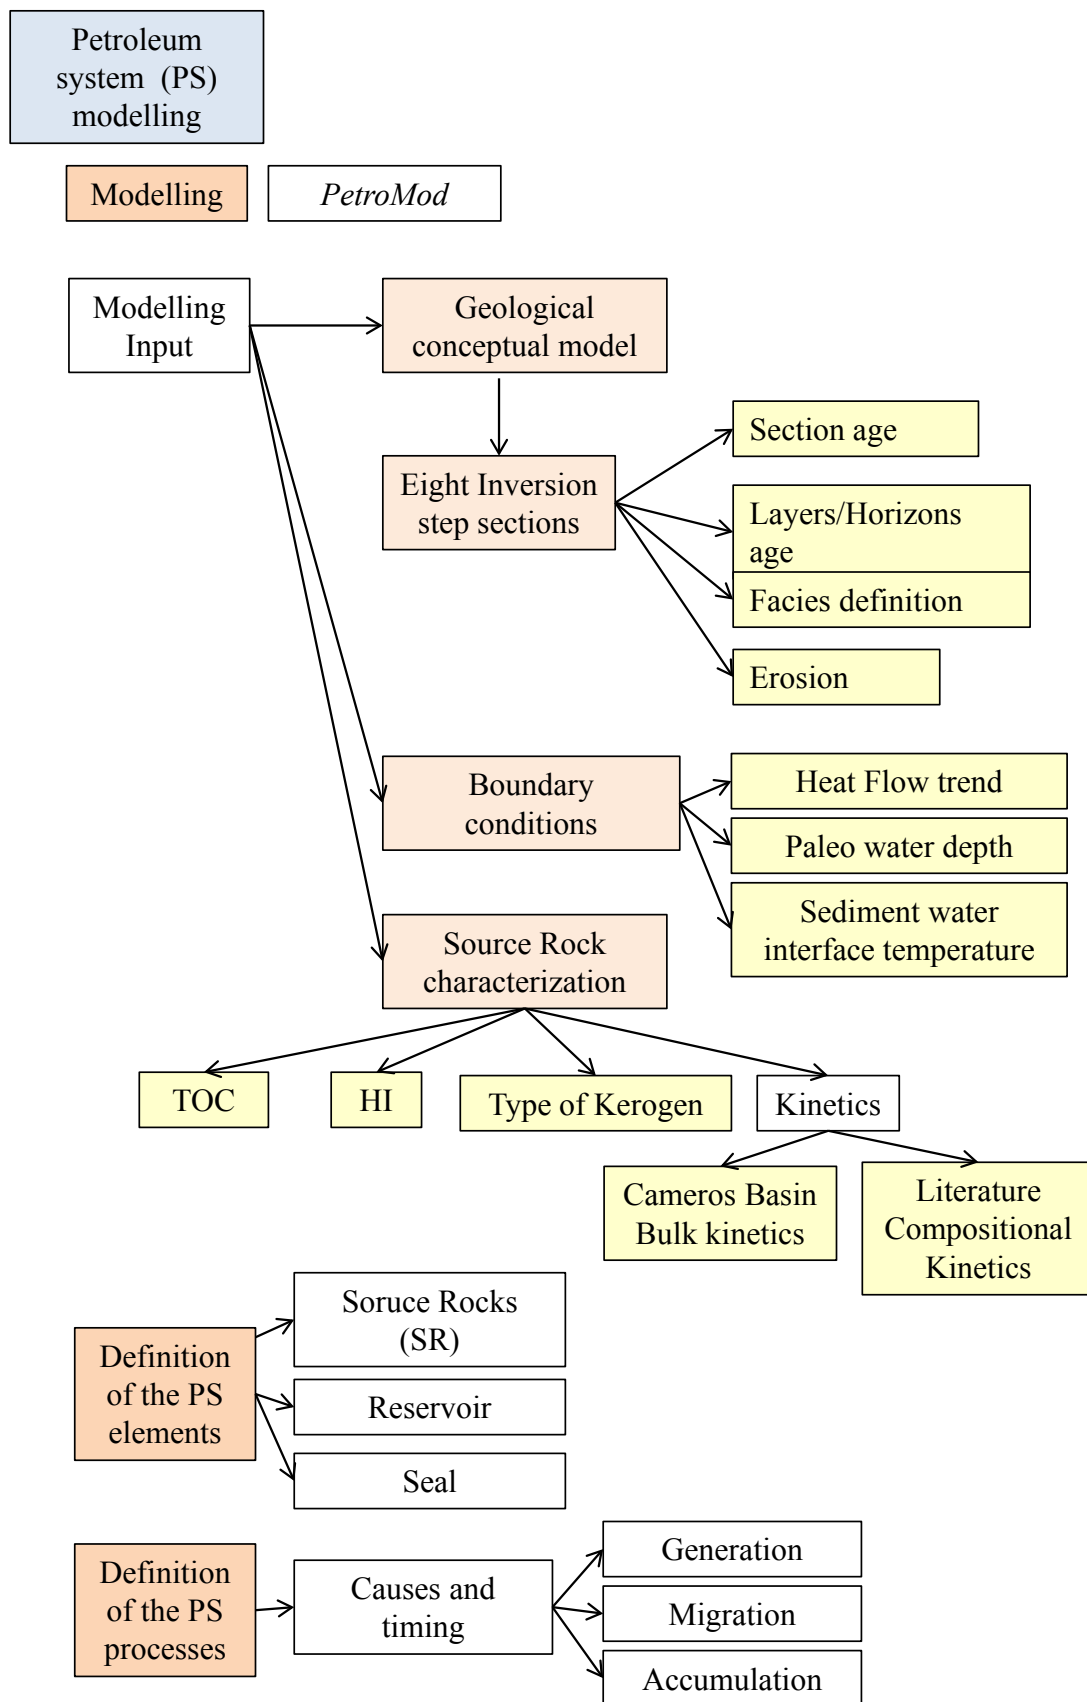 Petroleum
system (PS)
modelling
Modelling
PetroMod
Modelling
Input
Geological
conceptual model
Eight Inversion
step sections
Section age
Layers/Horizons
age
Facies definition
Erosion
Boundary
conditions
Heat Flow trend
Paleo water depth
Sediment water
interface temperature
Source Rock
characterization
TOC
HI
Type of Kerogen
Kinetics
Cameros Basin
Bulk kinetics
Literature
Compositional
Kinetics
Definition
of the PS
elements
Soruce Rocks
(SR)
Reservoir
Seal
Definition
of the PS
processes
Causes and
timing
Generation
Migration
Accumulation